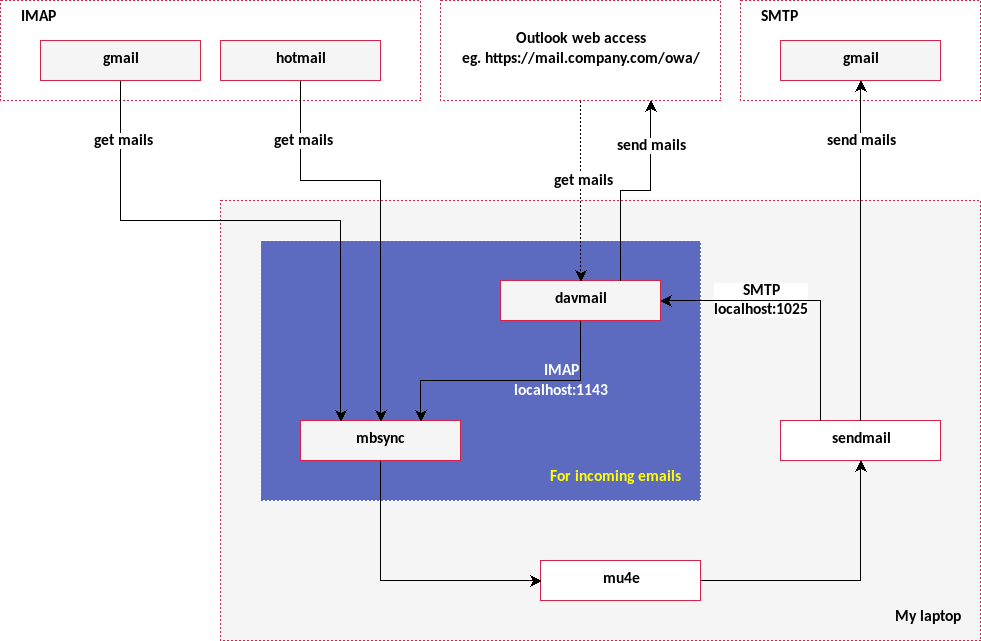 IMAP
gmail
hotmail
Outlook web access
eg. https://mail.company.com/owa/
SMTP
gmail
get mails
get mails
send mails
get mails
send mails
davmail
SMTP
localhost:1025
IMAP
localhost:1143
mbsync
sendmail
For incoming emails
mu4e
My laptop